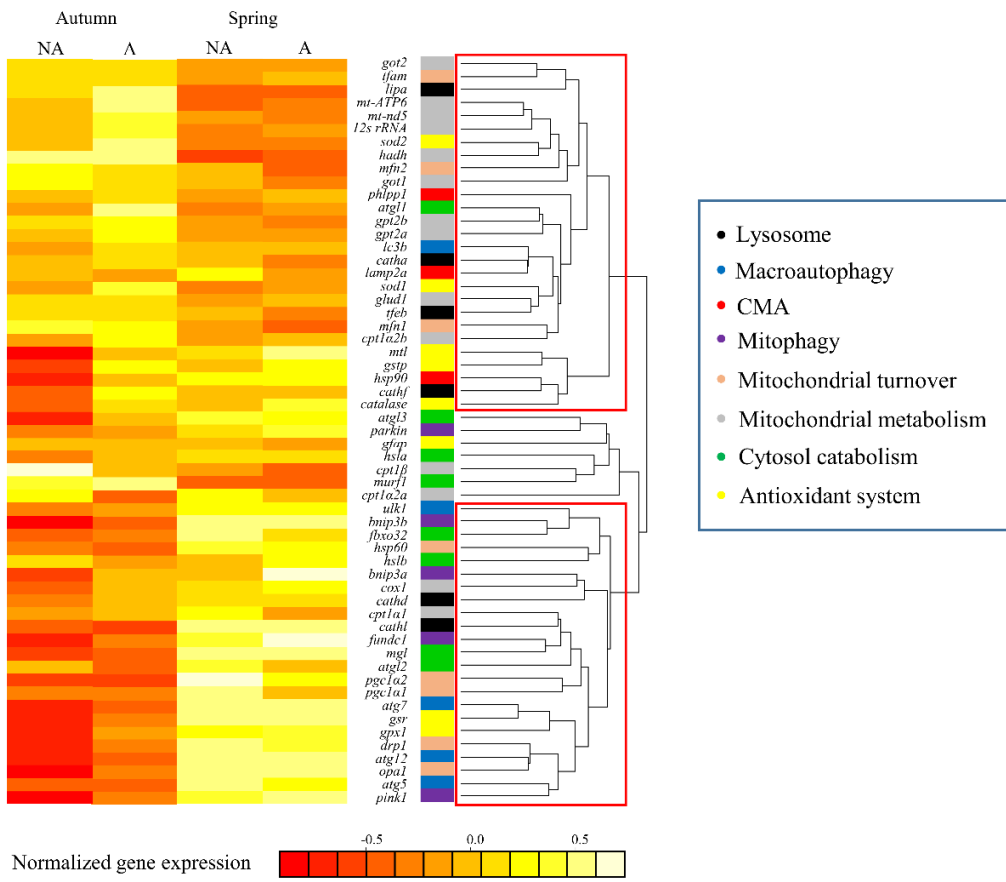 Autumn Spring
NA A NA A
got2
tfam
lipa
mt-ATP6
mt-nd5
12s rRNA
sod2
hadh
mfn2
got1
phlpp1
atgl1
gpt2b
gpt2a
lc3b
catha
lamp2a
sod1
glud1
tfeb
mfn1
cpt1α2b
mtl
gstp
hsp90
cathf
catalase
atgl3
parkin
gfap
hsla
cpt1β
murf1
cpt1α2a
ulk1
bnip3b
fbxo32
hsp60
hslb
bnip3a
cox1
cathd
cpt1α1
cathl
fundc1
mgl
atgl2
pgc1α2
pgc1α1
atg7
gsr
gpx1
drp1
atg12
opa1
atg5
pink1
Lysosome
Macroautophagy
CMA
Mitophagy
Mitochondrial turnover
Mitochondrial metabolism
Cytosol catabolism
Antioxidant system
-0.5 0.0 0.5
Normalized gene expression